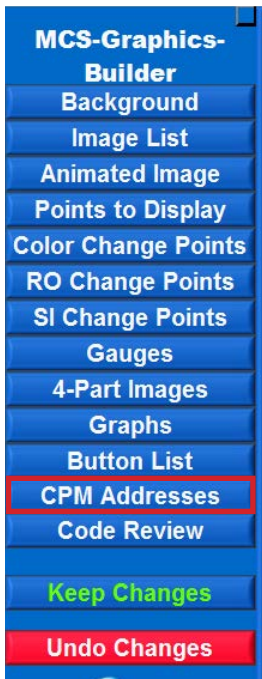 MCS-Graphics-
Builder
Background
Image List
Animated Image
Points to Display
Color Change Points
RO Change Points
SI Change Points
Gauges
4-Part Images
Graphs
Button List
CPM Addresses
Code Review
Keep Changes
Undo Changes